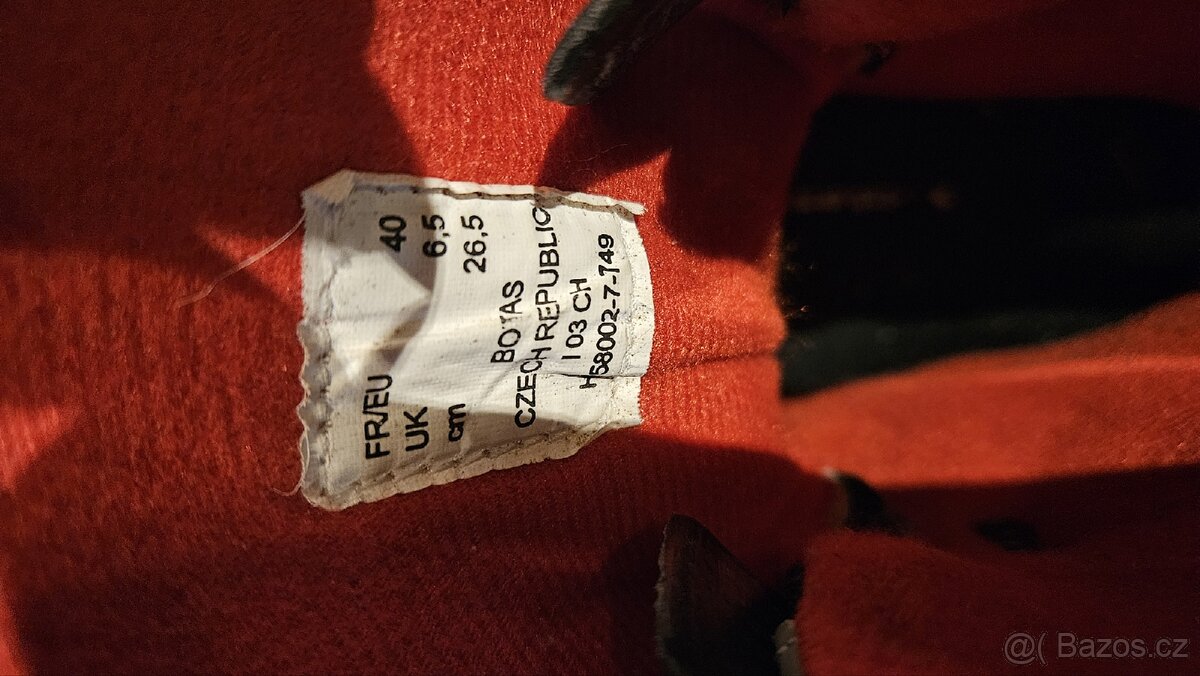 FR/EU 40
UK 6,5
cm 26,5
BOTAS
CZECH REPUBLIC
I 03 CH
H58002-7-749
@( Bazos.cz